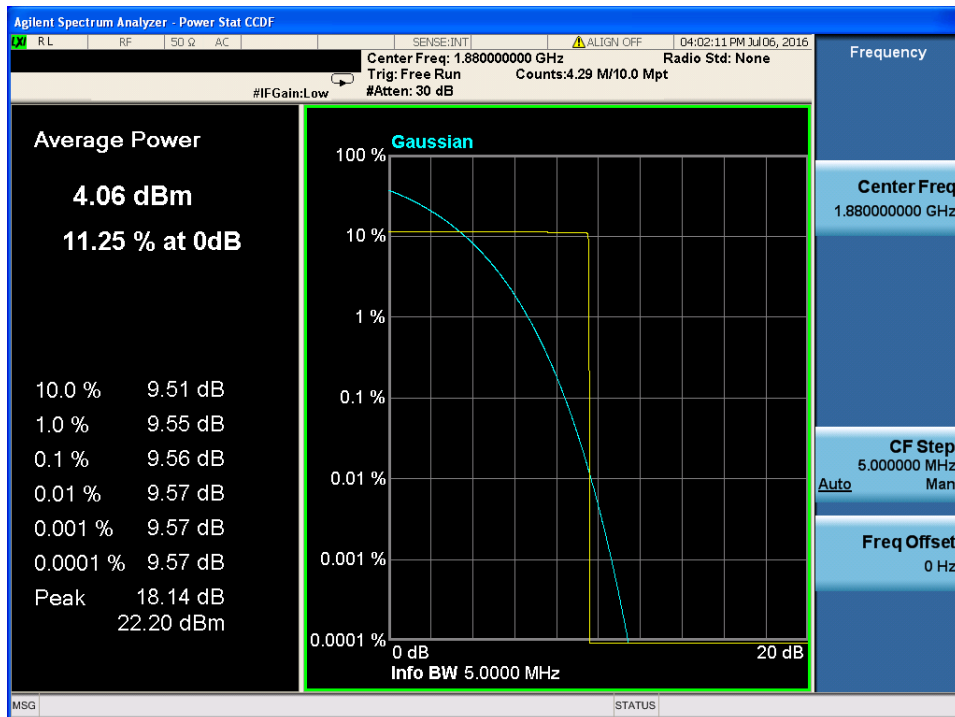 Agilent Spectrum Analyzer - Power Stat CCDF
LXI RL RF 50 Ω AC SENSE:INT ALIGN OFF 04:02:11 PM Jul 06, 2016
Center Freq: 1.880000000 GHz Radio Std: None
Trig: Free Run Counts:4.29 M/10.0 Mpt
#IFGain:Low #Atten: 30 dB
Average Power
4.06 dBm
11.25 % at 0dB
10.0 % 9.51 dB
1.0 % 9.55 dB
0.1 % 9.56 dB
0.01 % 9.57 dB
0.001 % 9.57 dB
0.0001 % 9.57 dB
Peak 18.14 dB
22.20 dBm
Gaussian
100 %
10 %
1 %
0.1 %
0.01 %
0.001 %
0.0001 %
0 dB 20 dB
Info BW 5.0000 MHz
Frequency
Center Freq
1.880000000 GHz
CF Step
5.000000 MHz
Auto Man
Freq Offset
0 Hz
MSG STATUS